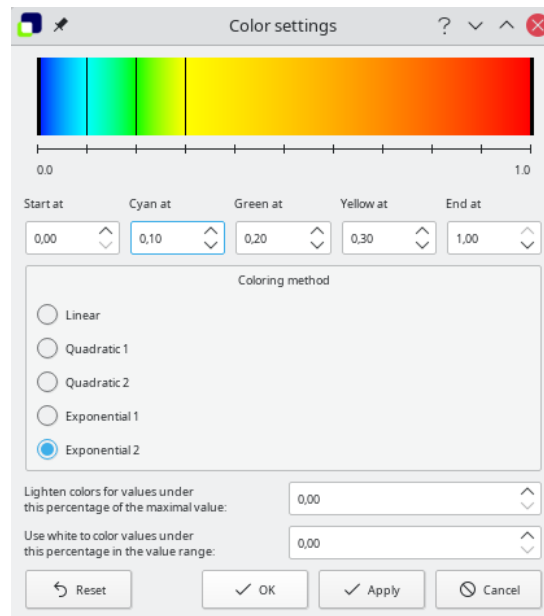 Color settings
0.0 1.0
Start at Cyan at Green at Yellow at End at
0,00 0,10 0,20 0,30 1,00
Coloring method
Linear
Quadratic 1
Quadratic 2
Exponential 1
Exponential 2
Lighten colors for values under
this percentage of the maximal value:
0,00
Use white to color values under
this percentage in the value range:
0,00
Reset OK Apply Cancel